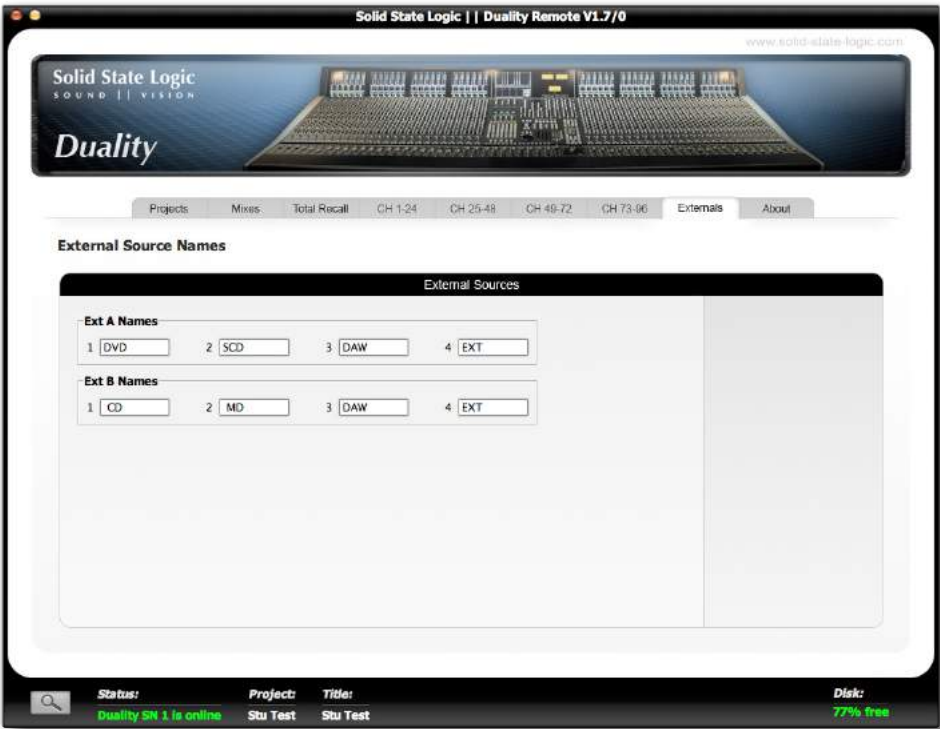 Solid State Logic || Duality Remote V1.7/0
www.solid-state-logic.com
Solid State Logic
SOUND || VISION
Duality
Projects Mixes Total Recall CH 1-24 CH 25-48 CH 49-72 CH 73-96 Externals About
External Source Names
External Sources
Ext A Names
1 DVD 2 SCD 3 DAW 4 EXT
Ext B Names
1 CD 2 MD 3 DAW 4 EXT
Status: Project: Title: Disk:
Duality SN 1 is online Stu Test Stu Test 77% free